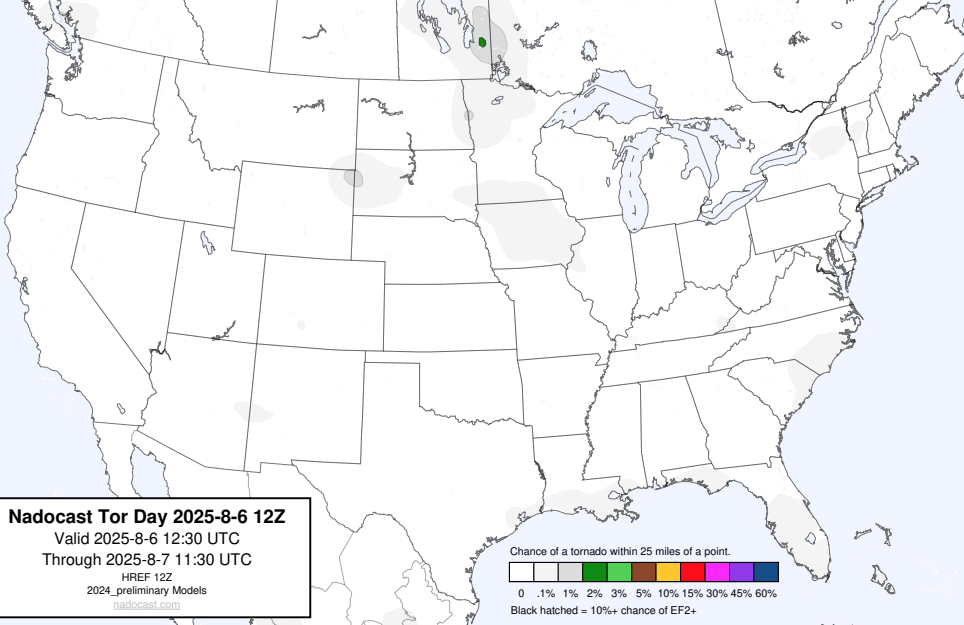 Nadocast Tor Day 2025-8-6 12Z
Valid 2025-8-6 12:30 UTC
Through 2025-8-7 11:30 UTC
HREF 12Z
2024_preliminary Models
nadocast.com
Chance of a tornado within 25 miles of a point.
0 .1% 1% 2% 3% 5% 10% 15% 30% 45% 60%
Black hatched = 10%+ chance of EF2+